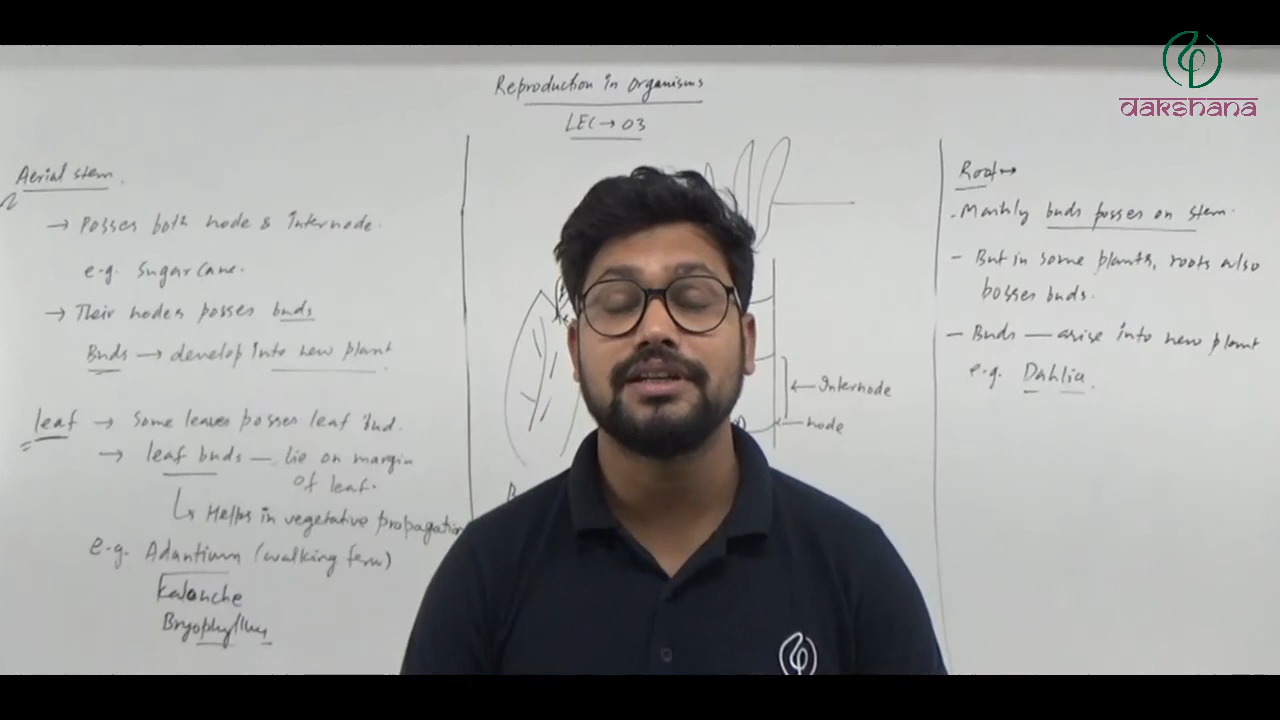 dakshana
Reproduction in organisms
LEC → 03
Aerial stem
→ Posses both node & Internode.
e.g. Sugarcane.
→ Their nodes posses buds
Buds → develop into new plant
leaf → Some leaves posses leaf bud.
→ leaf buds — lie on margin
of leaf.
↳ Helps in vegetative propagation
e.g. Adantium (walking fern)
Kalanche
Bryophyllum
Internode
node
Root →
- Mainly buds posses on stem.
- But in some plants, roots also
posses buds.
- Buds — arise into new plant
e.g. Dahlia.